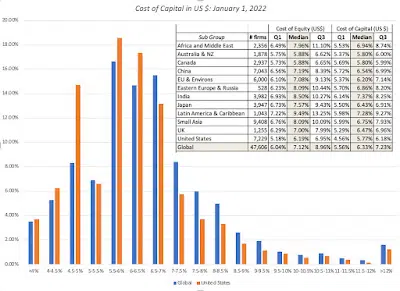 Cost of Capital in US $: January 1, 2022
20.00%
18.00%
16.00%
14.00%
12.00%
10.00%
8.00%
6.00%
4.00%
2.00%
0.00%
Cost of Equity (US$) Cost of Capital (US $)
Sub Group # firms Q1 Median Q3 Q1 Median Q3
Africa and Middle East 2,356 6.49% 7.96% 11.10% 5.53% 6.94% 8.74%
Australia & NZ 1,878 5.75% 5.88% 6.62% 5.37% 5.75% 6.00%
Canada 2,937 5.75% 5.88% 6.65% 5.69% 5.80% 5.99%
China 7,043 6.56% 7.19% 8.39% 5.72% 6.54% 6.99%
EU & Environs 6,000 6.10% 7.08% 9.13% 5.37% 6.20% 7.14%
Eastern Europe & Russia 528 6.23% 8.09% 10.44% 5.70% 6.86% 8.20%
India 3,982 6.93% 8.50% 10.27% 6.14% 7.37% 8.25%
Japan 3,947 6.73% 7.57% 9.43% 5.50% 6.43% 6.91%
Latin America & Caribbean 1,043 7.22% 9.49% 13.25% 5.98% 7.28% 9.27%
Small Asia 9,408 6.76% 8.09% 10.09% 5.99% 6.75% 7.93%
UK 1,255 6.29% 7.00% 7.99% 5.29% 6.47% 6.96%
United States 7,229 5.18% 6.19% 6.95% 4.56% 5.77% 6.18%
Global 47,606 6.04% 7.12% 8.96% 5.56% 6.33% 7.23%
<4% 4-4.5% 4.5-5% 5-5.5% 5.5-6% 6-6.5% 6.5-7% 7-7.5% 7.5-8% 8-8.5% 8.5-9% 9-9.5% 9.5-10% 10-10.5% 10.5-11% 11-11.5% 11.5-12% >12%
Global United States